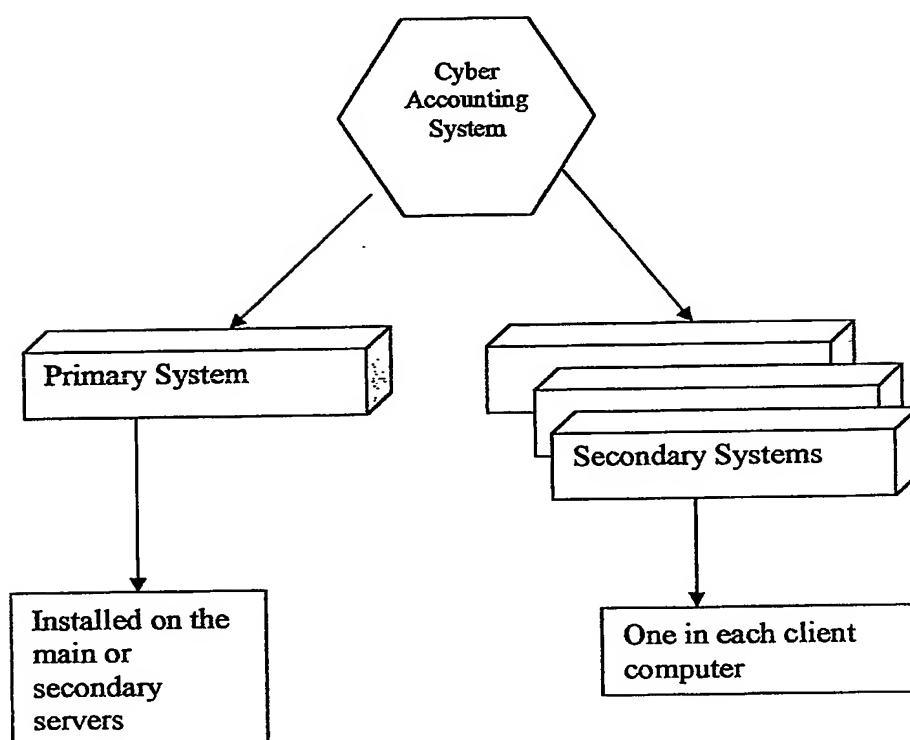 Cyber
Accounting
System
Primary System
Secondary Systems
Installed on the
main or
secondary
servers
One in each client
computer